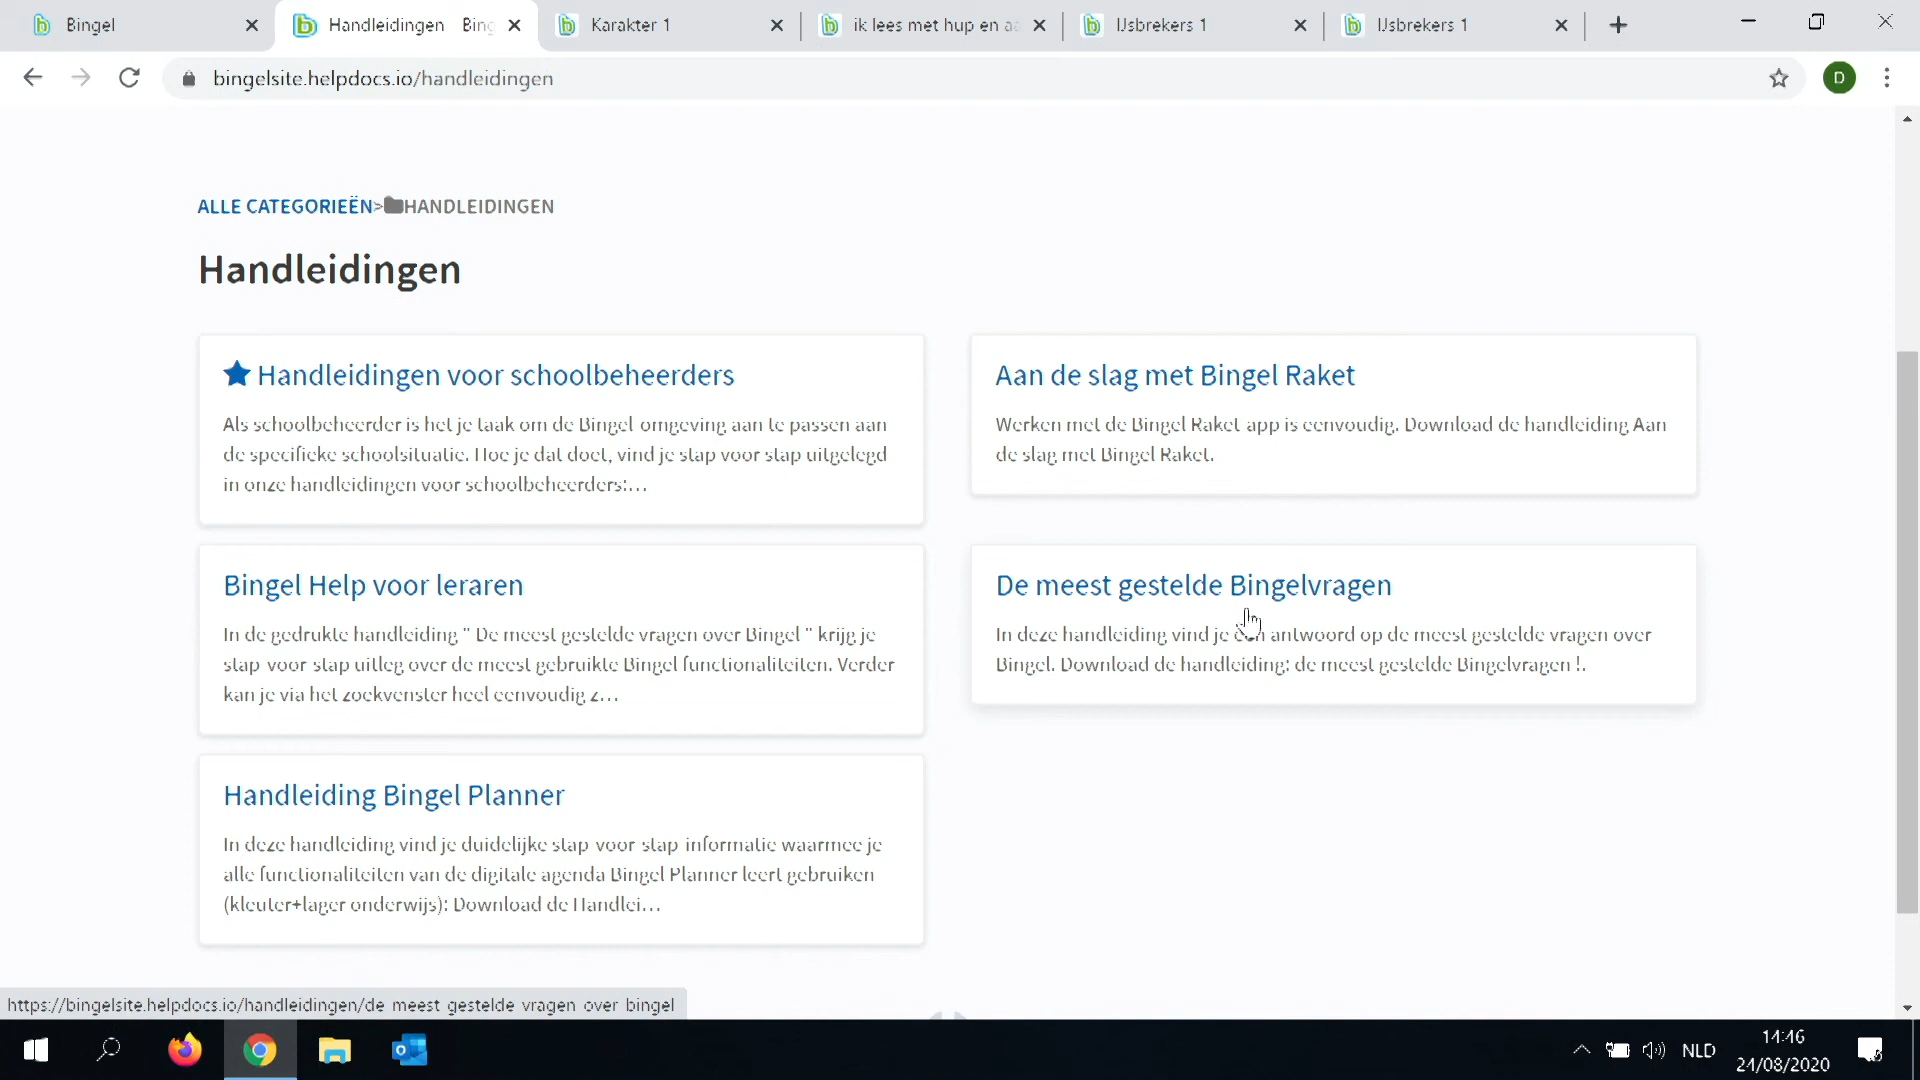 Bingel
Handleidingen Bing
Karakter 1
ik lees met hup en aa
IJsbrekers 1
IJsbrekers 1
bingelsite.helpdocs.io/handleidingen
D
ALLE CATEGORIEËN>HANDLEIDINGEN
Handleidingen
Handleidingen voor schoolbeheerders
Als schoolbeheerder is het je taak om de Bingel-omgeving aan te passen aan
de specifieke schoolsituatie. Hoe je dat doet, vind je stap voor stap uitgelegd
in onze handleidingen voor schoolbeheerders:...
Aan de slag met Bingel Raket
Werken met de Bingel Raket-app is eenvoudig. Download de handleiding Aan
de slag met Bingel Raket.
Bingel Help voor leraren
In de gedrukte handleiding " De meest gestelde vragen over Bingel " krijg je
stap-voor-stap uitleg over de meest gebruikte Bingel functionaliteiten. Verder
kan je via het zoekvenster heel eenvoudig z...
De meest gestelde Bingelvragen
In deze handleiding vind je een antwoord op de meest gestelde vragen over
Bingel. Download de handleiding: de meest gestelde Bingelvragen !.
Handleiding Bingel Planner
In deze handleiding vind je duidelijke stap-voor-stap-informatie waarmee je
alle functionaliteiten van de digitale agenda Bingel Planner leert gebruiken
(kleuter+lager onderwijs): Download de Handlei...
https://bingelsite.helpdocs.io/handleidingen/de-meest-gestelde-vragen-over-bingel
NLD
14:46
24/08/2020